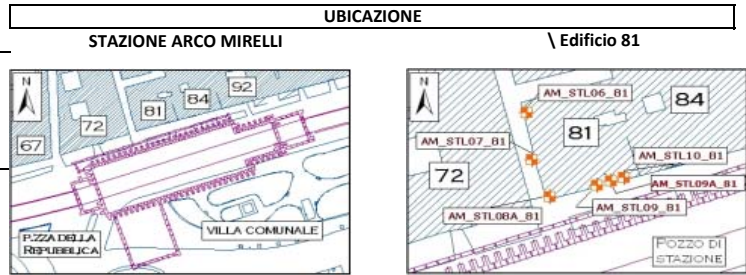 UBICAZIONE
STAZIONE ARCO MIRELLI
\ Edificio 81
N
92
84
81
72
67
P.ZZA DELLA
REPUBBLICA
VILLA COMUNALE
N
AM_STL06_81
84
81
AM_STL07_81
AM_STL10_81
72
AM_STL09A_81
AM_STL08A_81
AM_STL09_81
POZZO DI
STAZIONE